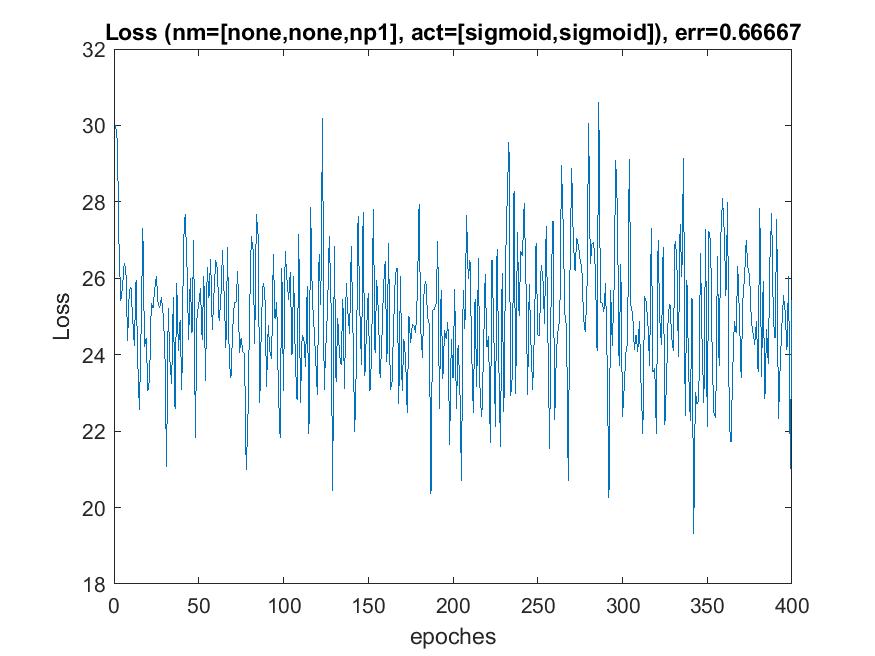 Loss (nm=[none,none,np1], act=[sigmoid,sigmoid]), err=0.66667
32
30
28
26
24
22
20
18
Loss
0 50 100 150 200 250 300 350 400
epoches